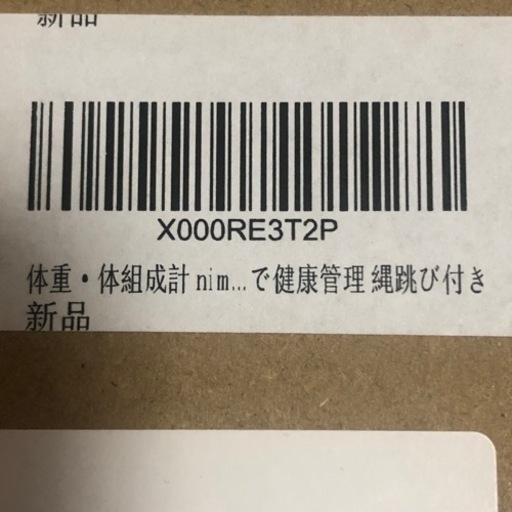 新品
X000RE3T2P
体重・体組成計 nim...で健康管理 縄跳び付き
新品